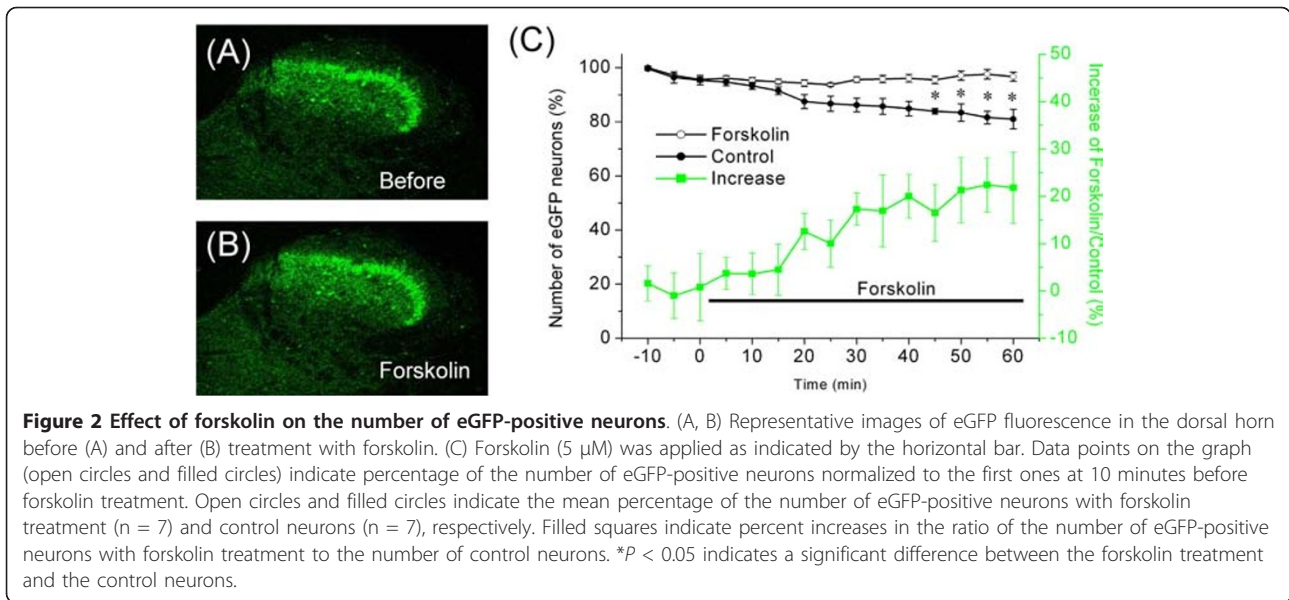 (A)
Before
(B)
Forskolin
(C)
100
80
60
40
20
0
Number of eGFP neurons (%)
* * * *
Forskolin
Control
Increase
Forskolin
-10 0 10 20 30 40 50 60
Time (min)
50
40
30
20
10
0
-10
Incerase of Forskolin/Control (%)
Figure 2 Effect of forskolin on the number of eGFP-positive neurons. (A, B) Representative images of eGFP fluorescence in the dorsal horn
before (A) and after (B) treatment with forskolin. (C) Forskolin (5 μM) was applied as indicated by the horizontal bar. Data points on the graph
(open circles and filled circles) indicate percentage of the number of eGFP-positive neurons normalized to the first ones at 10 minutes before
forskolin treatment. Open circles and filled circles indicate the mean percentage of the number of eGFP-positive neurons with forskolin
treatment (n = 7) and control neurons (n = 7), respectively. Filled squares indicate percent increases in the ratio of the number of eGFP-positive
neurons with forskolin treatment to the number of control neurons. *P < 0.05 indicates a significant difference between the forskolin treatment
and the control neurons.